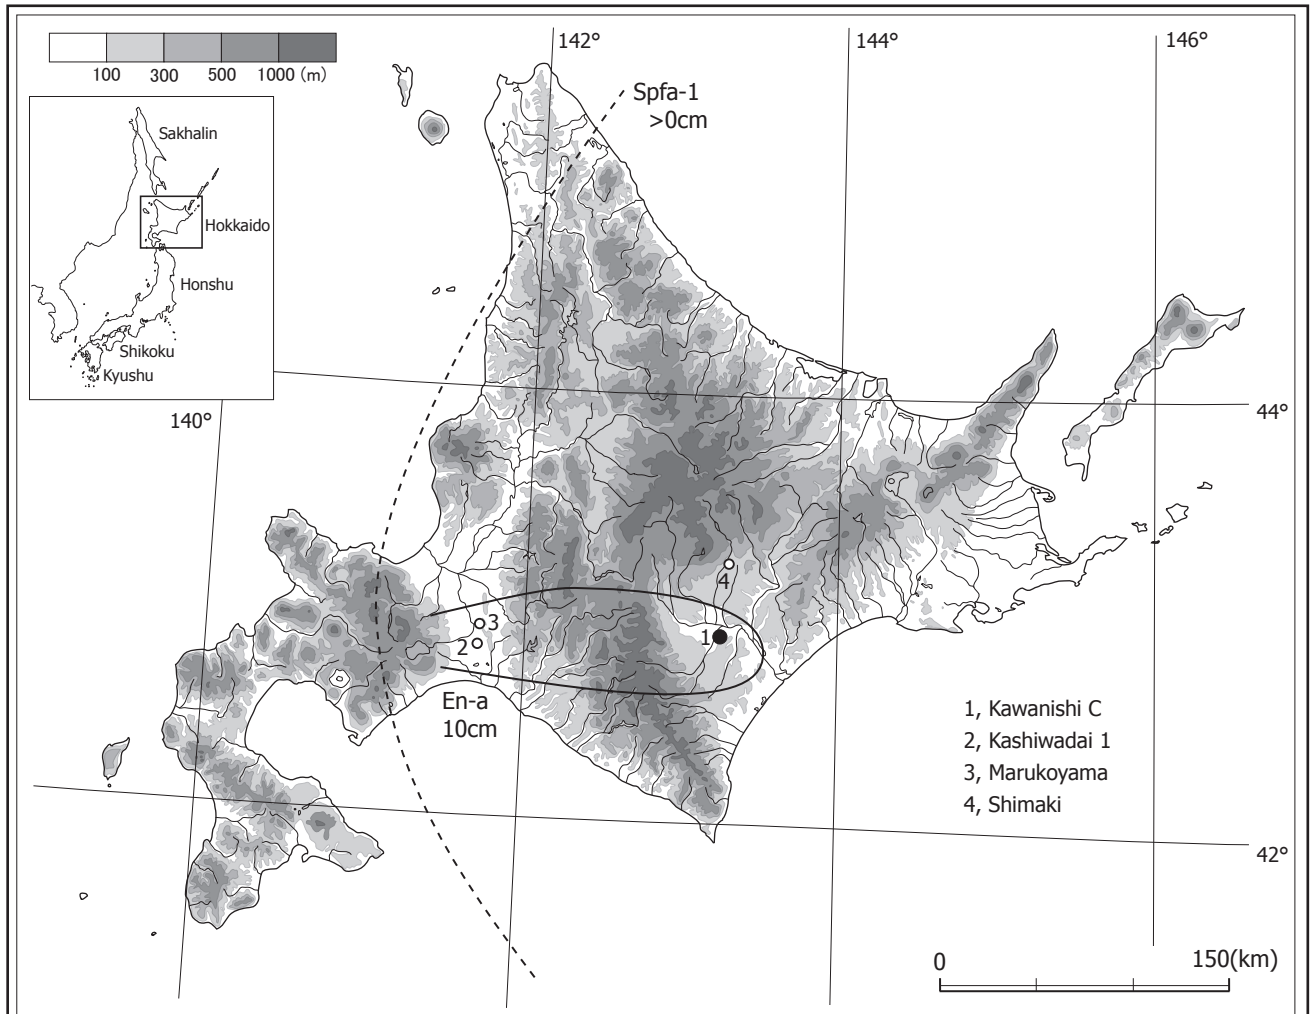 142°
144°
146°
100 300 500 1000 (m)
Spfa-1
>0cm
Sakhalin
Hokkaido
Honshu
Shikoku
Kyushu
140°
44°
4
3
2
1
En-a
10cm
1, Kawanishi C
2, Kashiwadai 1
3, Marukoyama
4, Shimaki
42°
0 150(km)